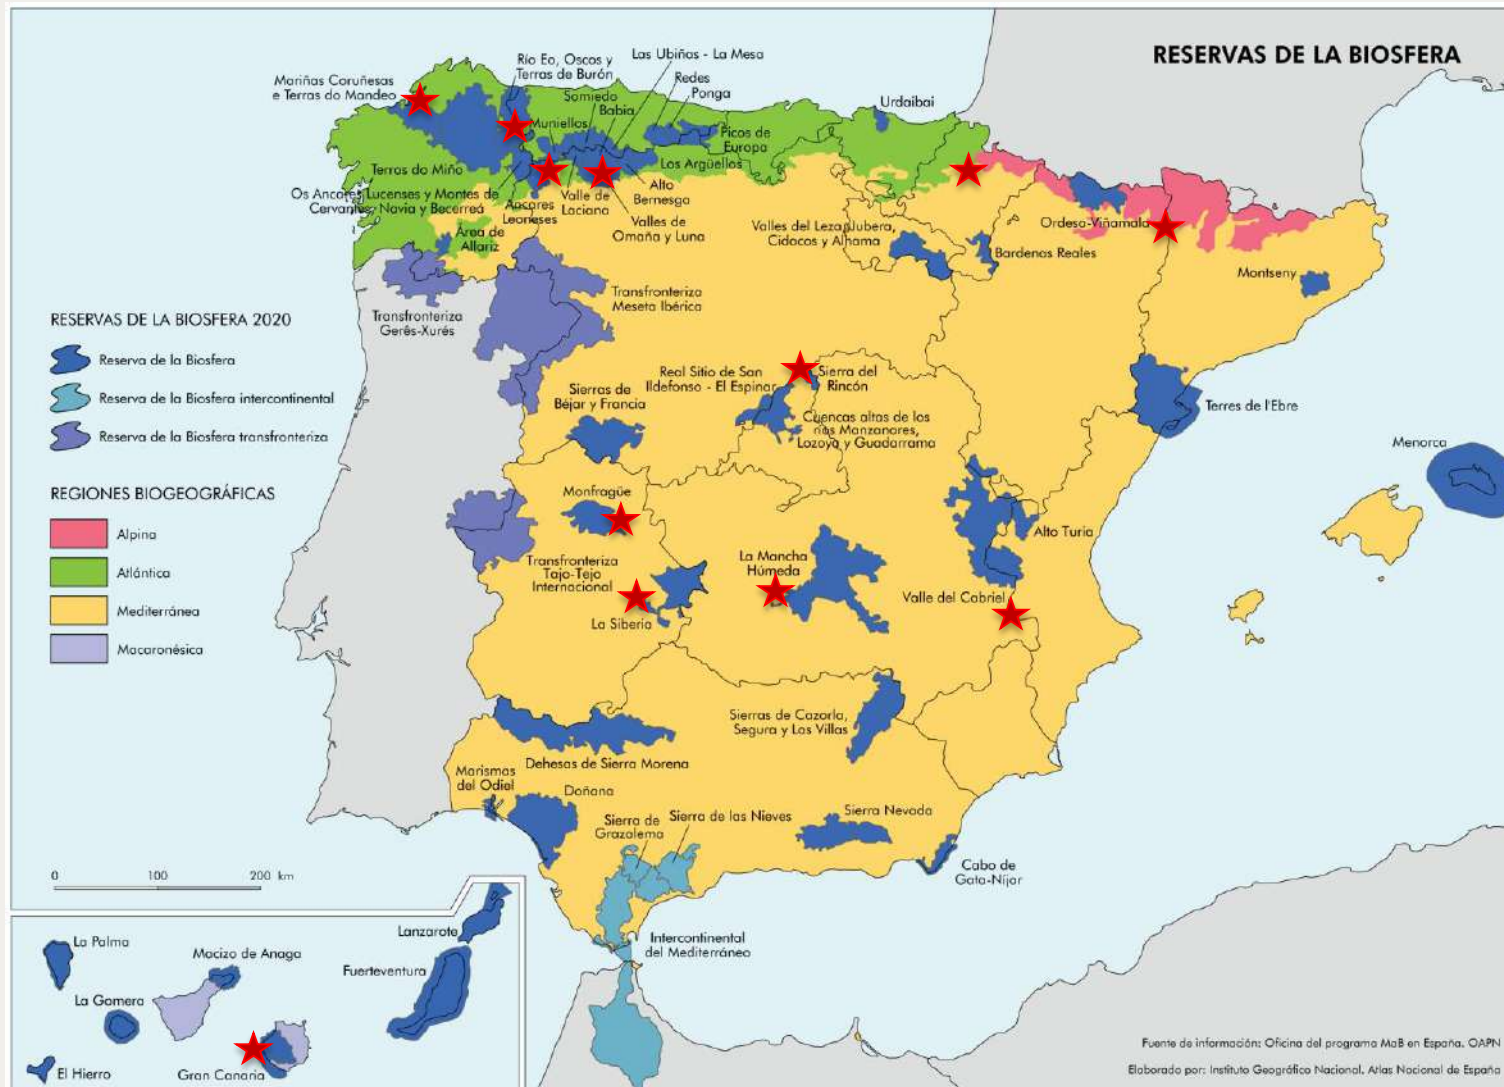 RESERVAS DE LA BIOSFERA
Mariñas Coruñesas
e Terras do Mandeo
Río Eo, Oscos y
Terras de Burón
Las Ubiñas - La Mesa
Somiedo
Babia
Redes
Ponga
Urdaibai
Muniellos
Picos de
Europa
Terras do Miño
Los Argüellos
Os Ancares Lucenses y Montes de
Cervantes, Navia y Becerreá
Ancares
Leoneses
Valle de
Laciana
Alto
Bernesga
Valles de
Omaña y Luna
Área de
Allariz
Valles del Leza, Jubera,
Cidacos y Alhama
Ordesa-Viñamala
Bardenas Reales
Montseny
Transfronteriza
Meseta Ibérica
Transfronteriza
Gerês-Xurés
RESERVAS DE LA BIOSFERA 2020
Reserva de la Biosfera
Reserva de la Biosfera intercontinental
Reserva de la Biosfera transfronteriza
Real Sitio de San
Ildefonso - El Espinar
Sierra del
Rincón
Sierras de
Béjar y Francia
Cuencas altas de los
ríos Manzanares,
Lozoya y Guadarrama
Terres de l'Ebre
Menorca
REGIONES BIOGEOGRÁFICAS
Alpina
Atlántica
Mediterránea
Macaronésica
Monfragüe
Alto Turia
Transfronteriza
Tajo-Tejo
Internacional
La Mancha
Húmeda
Valle del Cabriel
La Siberia
Sierras de Cazorla,
Segura y Las Villas
Dehesas de Sierra Morena
Marismas
del Odiel
Doñana
Sierra de
Grazalema
Sierra de las Nieves
Sierra Nevada
Cabo de
Gata-Níjar
0 100 200 km
Intercontinental
del Mediterráneo
La Palma
Macizo de Anaga
Lanzarote
Fuerteventura
La Gomera
El Hierro
Gran Canaria
Fuente de información: Oficina del programa MaB en España. OAPN
Elaborado por: Instituto Geográfico Nacional. Atlas Nacional de España